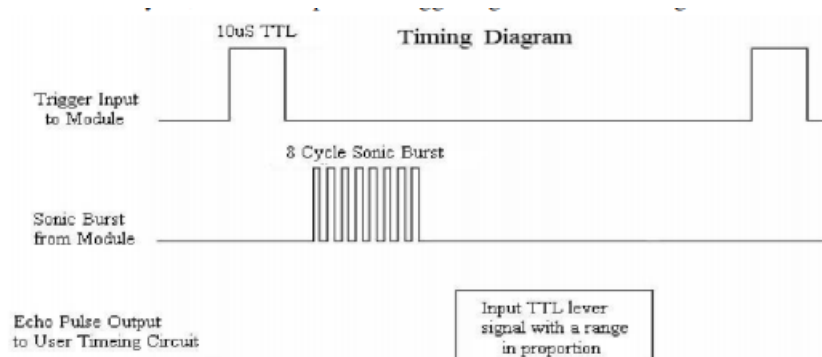 10uS TTL
Timing Diagram
Trigger Input
to Module
8 Cycle Sonic Burst
Sonic Burst
from Module
Echo Pulse Output
to User Timeing Circuit
Input TTL lever
signal with a range
in proportion